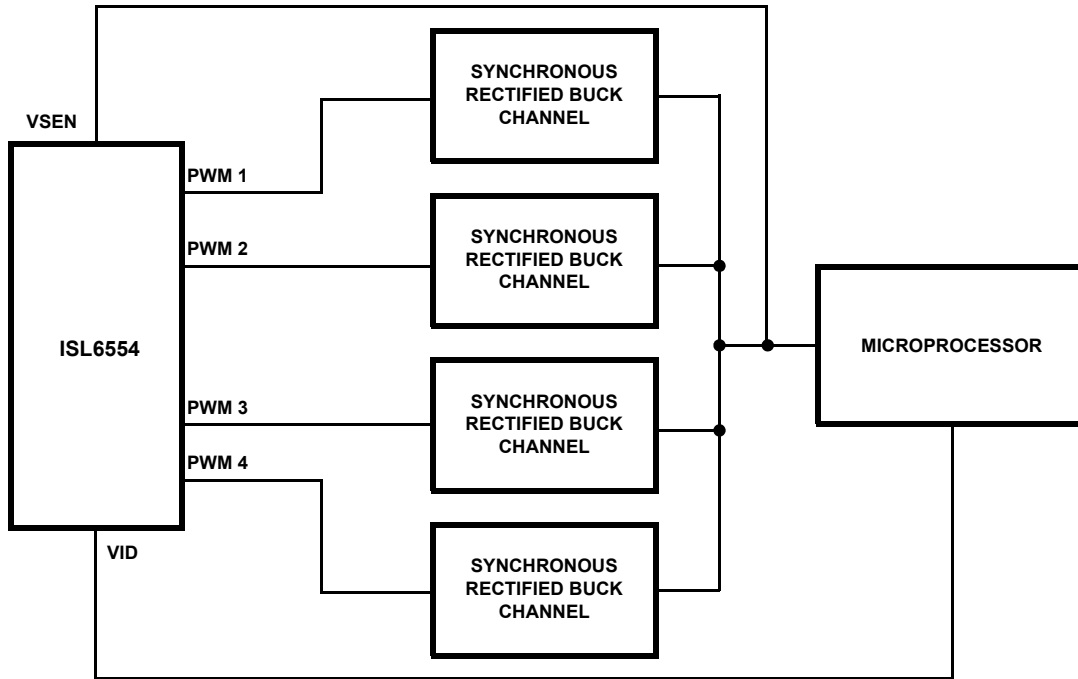 SYNCHRONOUS
RECTIFIED BUCK
CHANNEL
VSEN
PWM 1
SYNCHRONOUS
RECTIFIED BUCK
CHANNEL
PWM 2
ISL6554
MICROPROCESSOR
SYNCHRONOUS
RECTIFIED BUCK
CHANNEL
PWM 3
PWM 4
SYNCHRONOUS
RECTIFIED BUCK
CHANNEL
VID